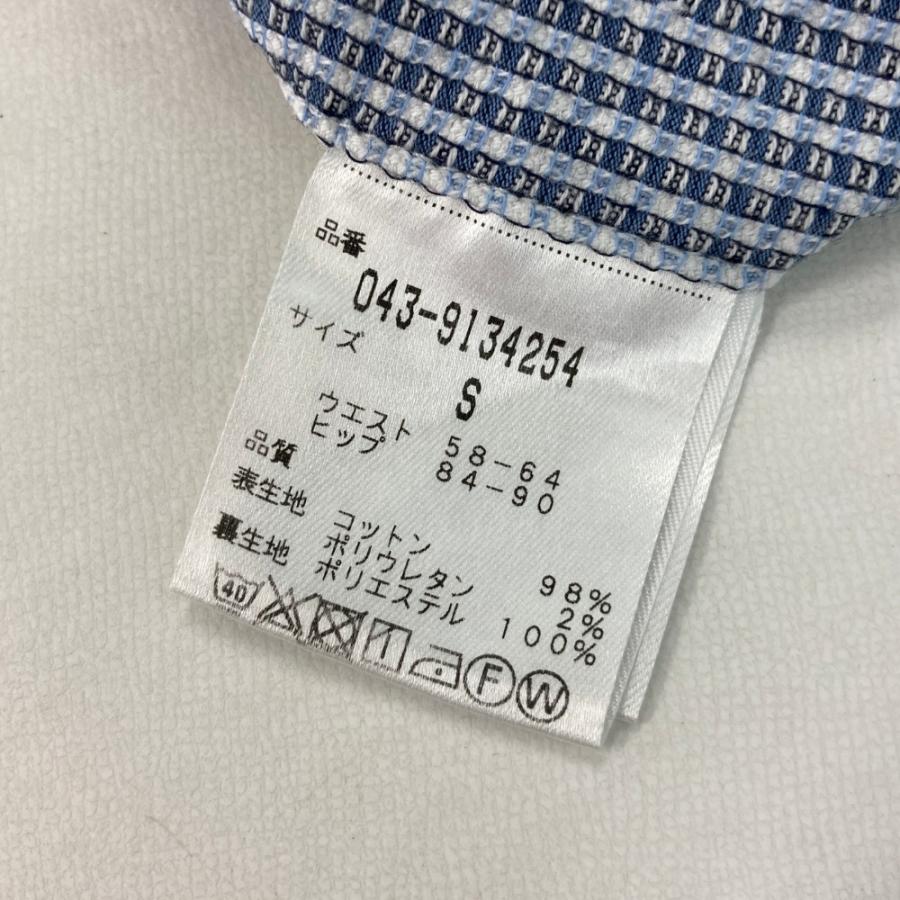 品番
043-9134254
サイズ
S
ウエスト 58-64
ヒップ 84-90
品質
表生地 コットン 98%
ポリウレタン 2%
裏生地 ポリエステル 100%
40 F W